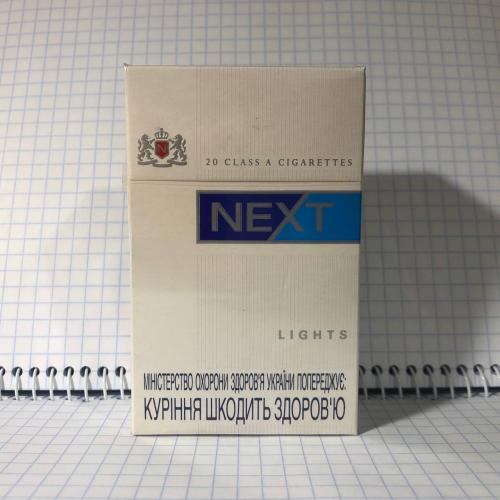 N
20 CLASS A CIGARETTES
NEXT
LIGHTS
МІНІСТЕРСТВО ОХОРОНИ ЗДОРОВ'Я УКРАЇНИ ПОПЕРЕДЖУЄ:
КУРІННЯ ШКОДИТЬ ЗДОРОВ'Ю